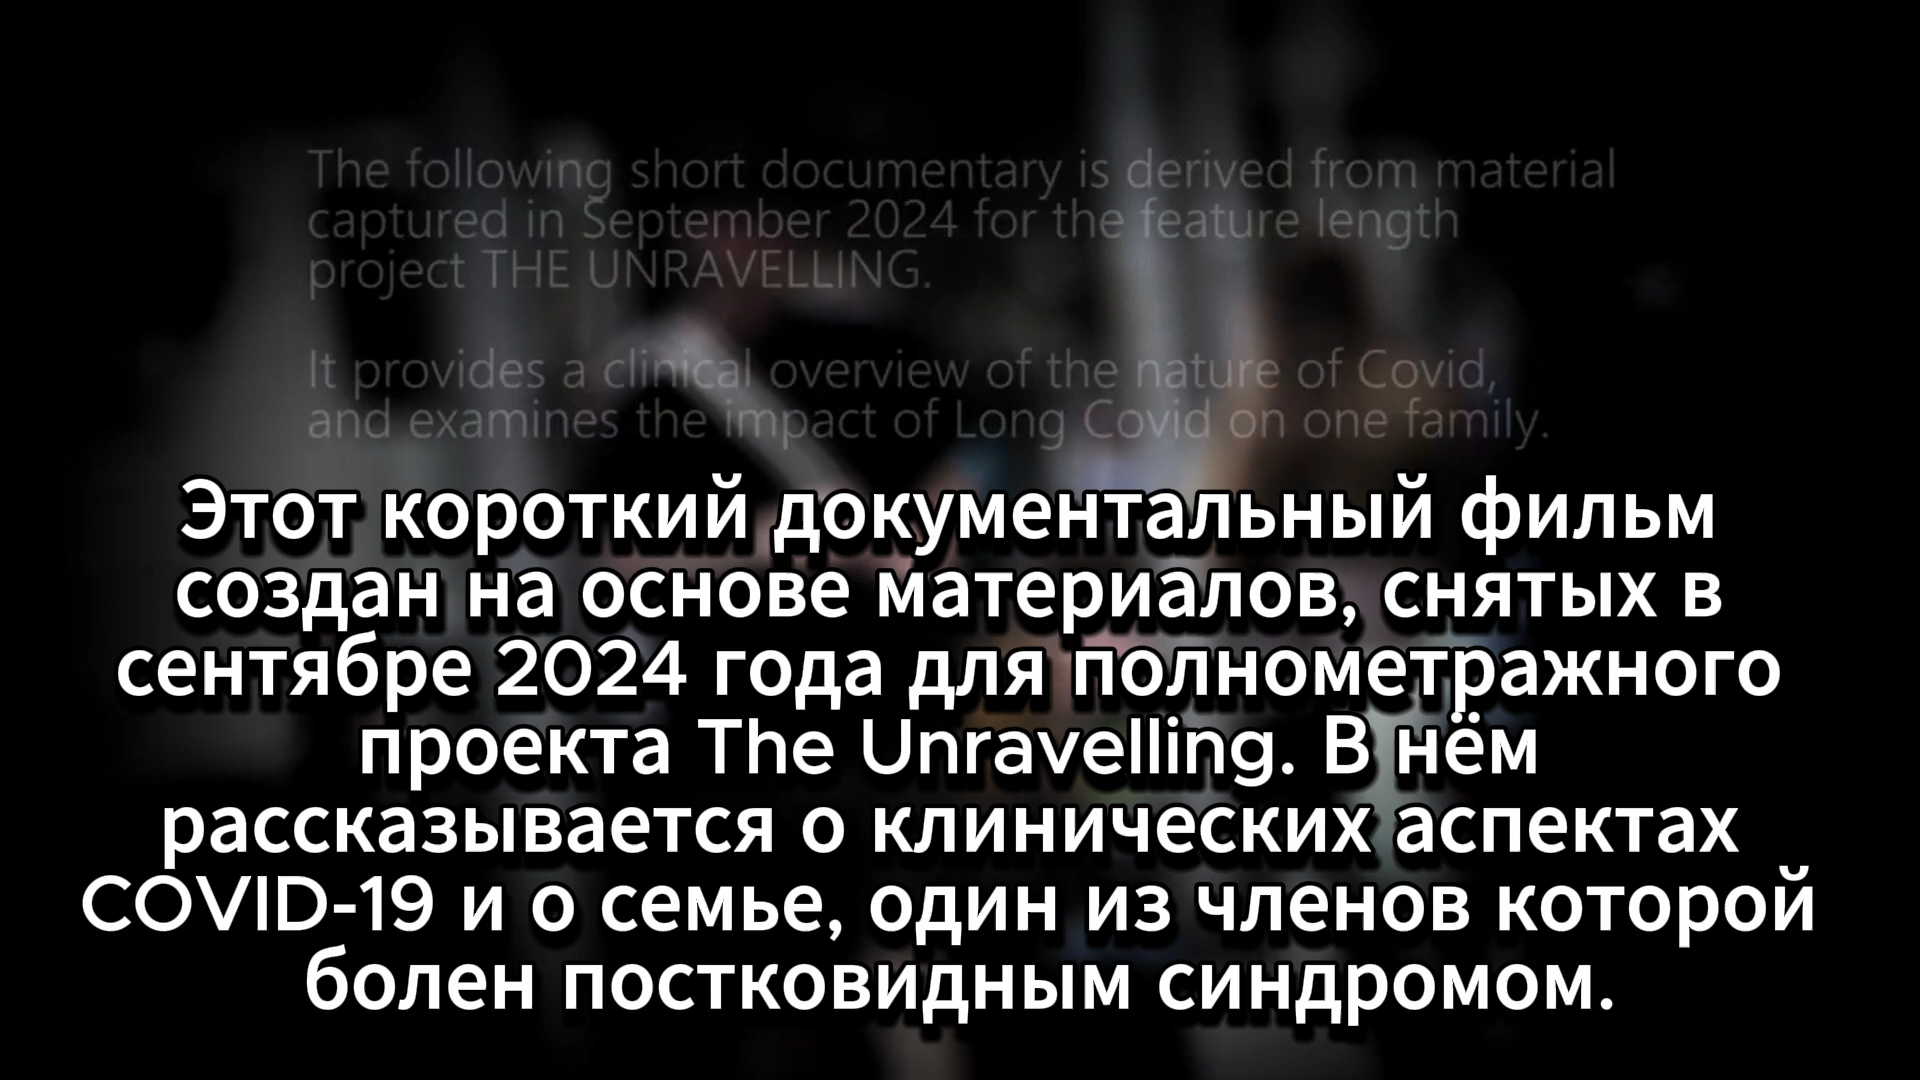 The following short documentary is derived from material
captured in September 2024 for the feature length
project THE UNRAVELLING.
It provides a clinical overview of the nature of Covid,
and examines the impact of Long Covid on one family.
Этот короткий документальный фильм
создан на основе материалов, снятых в
сентябре 2024 года для полнометражного
проекта The Unravelling. В нём
рассказывается о клинических аспектах
COVID-19 и о семье, один из членов которой
болен постковидным синдромом.